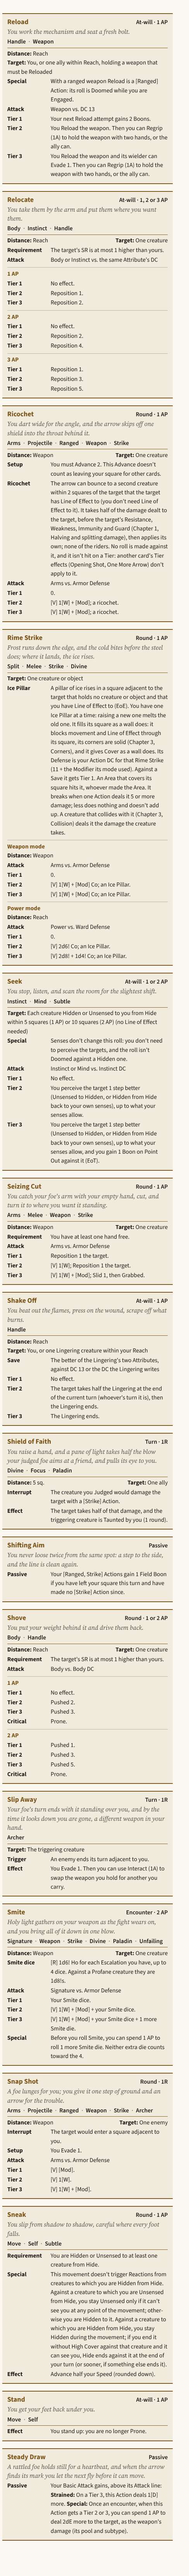 Reload At-will · 1 AP
You work the mechanism and seat a fresh bolt.
Handle · Weapon
Distance: Reach
Target: You, or one Ally within Reach, holding a weapon that
must be Reloaded
Special With a ranged weapon Reload is a [Ranged]
Action: its roll is Doomed while you are
Engaged.
Attack Weapon vs. DC 13
Tier 1 Your next Reload attempt gains 2 Boons.
Tier 2 You Reload the weapon. Then you can Regrip
(1A) to hold the weapon with two hands, or the
ally can.
Tier 3 You Reload the weapon and its wielder can
Evade 1. Then you can Regrip (1A) to hold the
weapon with two hands, or the ally can.
Relocate At-will · 1, 2 or 3 AP
You take them by the arm and put them where you want
them.
Body · Instinct · Handle
Distance: Reach Target: One creature
Requirement The target's SR is at most 1 higher than yours.
Attack Body or Instinct vs. the same Attribute's DC
1 AP
Tier 1 No effect.
Tier 2 Reposition 1.
Tier 3 Reposition 2.
2 AP
Tier 1 No effect.
Tier 2 Reposition 2.
Tier 3 Reposition 4.
3 AP
Tier 1 Reposition 1.
Tier 2 Reposition 3.
Tier 3 Reposition 5.
Ricochet Round · 1 AP
You dart wide for the angle, and the arrow skips off one
shield into the throat behind it.
Arms · Projectile · Ranged · Weapon · Strike
Distance: Weapon Target: One creature
Setup You must Advance 2. This Advance doesn't
count as leaving your square for other cards.
Ricochet The arrow can bounce to a second creature
within 2 squares of the target that the target
has Line of Effect to (you don't need Line of
Effect to it). It takes half of the damage dealt to
the target, before the target's Resistance,
Weakness, Immunity and Armor (Chapter 1,
Halving and splitting damage), then applies its
own; none of the riders. No roll is made against
it, and it isn't hit on a Tier: another card's Tier
effects (Opening Shot, One More Arrow) don't
apply to it.
Attack Arms vs. Armor Defense
Tier 1 0.
Tier 2 [V] 1[W] + [Mod]; a ricochet.
Tier 3 [V] 1[W] + [Mod]; a ricochet.
Rime Strike Round · 1 AP
Frost runs down the edge, and the cold bites before the steel
does; where it lands, the ice rises.
Split · Melee · Strike · Divine
Target: One creature or object
Ice Pillar A pillar of ice rises in a square adjacent to the
target that holds no creature or object and that
you have Line of Effect to (EoE). You have one
Ice Pillar at a time: raising a new one melts the
old one. It fills its square as a wall does: it
blocks movement and Line of Effect through
its square, its corners are solid (Chapter 3,
Corners), and it gives Cover as a wall does. Its
Defense is your Action DC for that Rime Strike
(11 + the Modifier its mode used). Against a
Save it gets Tier 1. An Area that covers its
square hits it, whoever made the Area. It
breaks when one Action deals it 5 or more
damage; less does nothing and doesn't add
up. A creature that collides with it (Chapter 3,
Collision) deals it the damage the creature
takes.
Weapon mode
Distance: Weapon
Attack Arms vs. Armor Defense
Tier 1 0.
Tier 2 [V] 1[W] + [Mod] Co; an Ice Pillar.
Tier 3 [V] 1[W] + [Mod] Co; an Ice Pillar.
Power mode
Distance: Reach
Attack Power vs. Ward Defense
Tier 1 0.
Tier 2 [V] 2d6! Co; an Ice Pillar.
Tier 3 [V] 2d6! + 1d4! Co; an Ice Pillar.
Seek At-will · 1 or 2 AP
You stop, listen, and scan the room for the slightest shift.
Instinct · Mind · Subtle
Target: Each creature Hidden or Unsensed to you from Hide
within 5 squares (1 AP) or 10 squares (2 AP) (no Line of Effect
needed)
Special Senses don't change this roll: you don't need
to perceive the targets, and the roll isn't
Doomed against a Hidden one.
Attack Instinct or Mind vs. Instinct DC
Tier 1 No effect.
Tier 2 You perceive the target 1 step better
(Unsensed to Hidden, or Hidden from Hide
back to your own senses), up to what your
senses allow.
Tier 3 You perceive the target 1 step better
(Unsensed to Hidden, or Hidden from Hide
back to your own senses), up to what your
senses allow, and you gain 1 Boon on Point
Out against it (EoT).
Seizing Cut Round · 1 AP
You catch your foe's arm with your empty hand, cut, and
turn it to where you want it standing.
Arms · Melee · Weapon · Strike
Distance: Weapon Target: One creature
Requirement You have at least one hand free.
Attack Arms vs. Armor Defense
Tier 1 Reposition 1 the target.
Tier 2 [V] 1[W]; Reposition 1 the target.
Tier 3 [V] 1[W] + [Mod]; Slid 1, then Grabbed.
Shake Off At-will · 1 AP
You beat out the flames, press on the wound, scrape off what
burns.
Handle
Distance: Reach
Target: You, or one Lingering creature within your Reach
Save The better of the Lingering's two Attributes,
against DC 13 or the DC the Lingering writes
Tier 1 No effect.
Tier 2 The target takes half the Lingering at the end
of the current turn (whoever's turn it is), then
the Lingering ends.
Tier 3 The Lingering ends.
Shield of Faith Turn · 1R
You raise a hand, and a pane of light takes half the blow
your judged foe aims at a friend, and pulls its eye to you.
Divine · Focus · Paladin
Distance: 5 sq. Target: One ally
Interrupt The creature you Judged would damage the
target with a [Strike] Action.
Effect The target takes half of that damage, and the
triggering creature is Taunted by you (1 round).
Shifting Aim Passive
You never loose twice from the same spot: a step to the side,
and the line is clean again.
Passive Your [Ranged, Strike] Actions gain 1 Field Boon
if you have left your square this turn and have
made no [Strike] Action since.
Shove Round · 1 or 2 AP
You put your weight behind it and drive them back.
Body · Handle
Distance: Reach Target: One creature
Requirement The target's SR is at most 1 higher than yours.
Attack Body vs. Body DC
1 AP
Tier 1 No effect.
Tier 2 Pushed 2.
Tier 3 Pushed 3.
Critical Prone.
2 AP
Tier 1 Pushed 1.
Tier 2 Pushed 3.
Tier 3 Pushed 5.
Critical Prone.
Slip Away Turn · 1R
Your foe's turn ends with it standing over you, and by the
time it looks down you are gone, a different weapon in your
hand.
Archer
Target: The triggering creature
Trigger An enemy ends its turn adjacent to you.
Effect You Evade 1. Then you can use Interact (1A) to
swap the weapon you hold for another you
carry.
Smite Encounter · 2 AP
Holy light gathers on your weapon as the fight wears on,
and you bring all of it down in one blow.
Signature · Weapon · Strike · Divine · Paladin · Unfailing
Distance: Weapon Target: One creature
Smite dice [R] 1d6! Ho for each Escalation you have, up to
4 dice. Against a Profane creature they are
1d8!s.
Attack Signature vs. Armor Defense
Tier 1 Your Smite dice.
Tier 2 [V] 1[W] + [Mod] + your Smite dice.
Tier 3 [V] 1[W] + [Mod] + your Smite dice + 1 more
Smite die.
Special Before you roll Smite, you can spend 1 AP to
roll 1 more Smite die. Neither extra die counts
toward the 4.
Snap Shot Round · 1R
A foe lunges for you; you give it one step of ground and an
arrow for the trouble.
Arms · Projectile · Ranged · Weapon · Strike · Archer
Distance: Weapon Target: One enemy
Interrupt The target would enter a square adjacent to
you.
Setup You Evade 1.
Attack Arms vs. Armor Defense
Tier 1 [V] [Mod].
Tier 2 [V] 1[W].
Tier 3 [V] 1[W] + [Mod].
Sneak Round · 1 AP
You slip from shadow to shadow, careful where every foot
falls.
Move · Self · Subtle
Requirement You are Hidden or Unsensed to at least one
creature from Hide.
Special This movement doesn't trigger Reactions from
creatures to which you are Hidden from Hide.
Against a creature to which you are Unsensed
from Hide, you stay Unsensed only if it can't
see you at any point of the movement; other-
wise you are Hidden to it. Against a creature to
which you are Hidden from Hide, you stay
Hidden during the movement; if you end it
without High Cover against that creature and it
can see you, Hide ends against it at the end of
your turn (or sooner, if something else ends it).
Effect Advance half your Speed (rounded down).
Stand At-will · 1 AP
You get your feet back under you.
Move · Self
Effect You stand up: you are no longer Prone.
Steady Draw Passive
A rattled foe holds still for a heartbeat, and when the arrow
finds its mark you let the next fly before it can move.
Passive Your Basic Attack gains, above its Attack line:
Strained: On a Tier 3, this Action deals 1[D]
more. Special: Once an encounter, when this
Action gets a Tier 2 or 3, you can spend 1 AP to
deal 2dE more to the target, as the weapon's
damage (its pool and subtype).